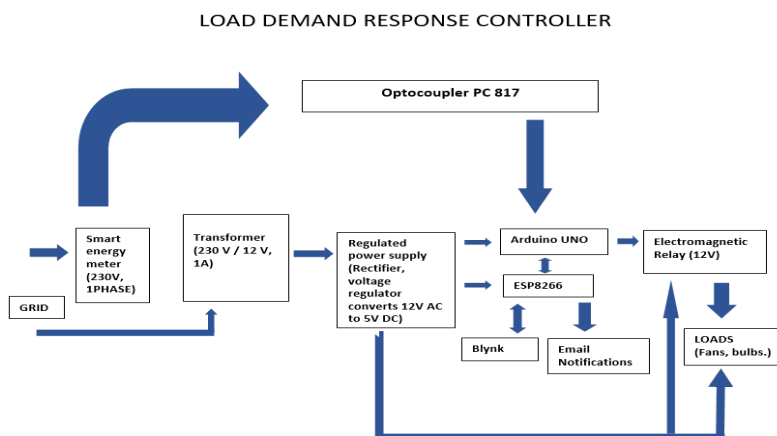 LOAD DEMAND RESPONSE CONTROLLER
Optocoupler PC 817
Smart
energy
meter
(230V,
1PHASE)
Transformer
(230 V / 12 V,
1A)
Regulated
power supply
(Rectifier,
voltage
regulator
converts 12V AC
to 5V DC)
Arduino UNO
Electromagnetic
Relay (12V)
ESP8266
GRID
Blynk
Email
Notifications
LOADS
(Fans, bulbs.)